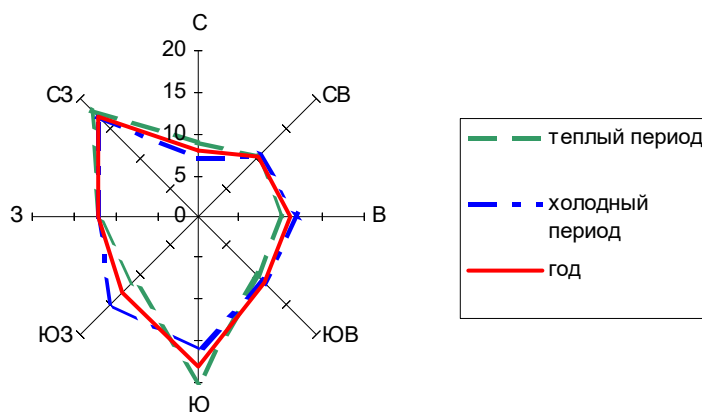 С
20
СЗ
СВ
15
10
5
З
0
В
ЮЗ
ЮВ
Ю
теплый период
холодный
период
год